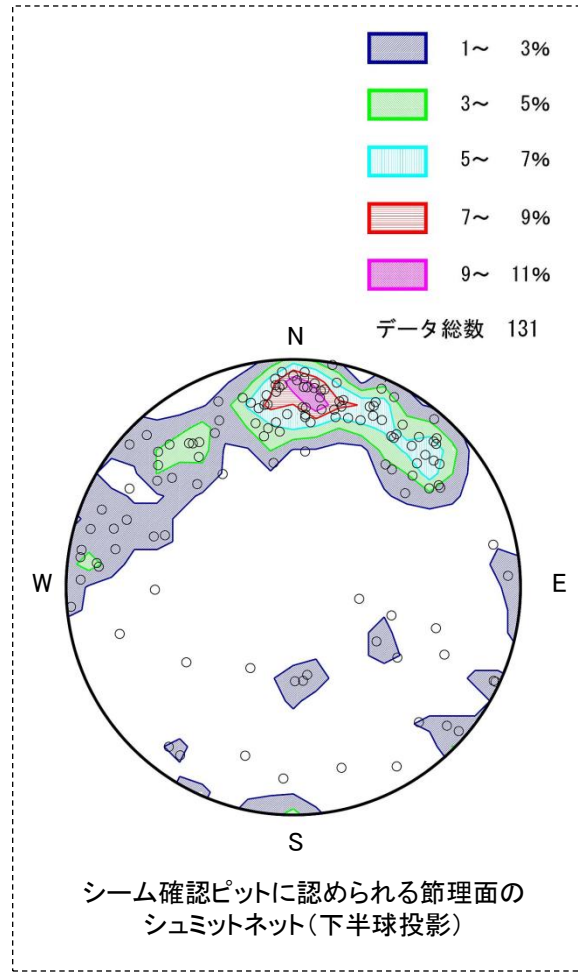 1～ 3%
3～ 5%
5～ 7%
7～ 9%
9～ 11%
データ総数 131
N
W
E
S
シーム確認ピットに認められる節理面の
シュミットネット(下半球投影)